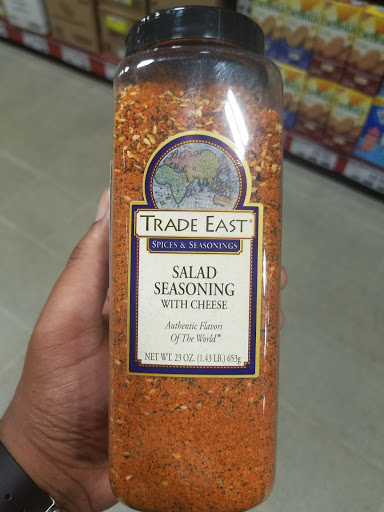 TRADE EAST®
SPICES & SEASONINGS
SALAD
SEASONING
WITH CHEESE
Authentic Flavors
Of The World®
NET WT. 23 OZ. (1.43 LB.) 653g